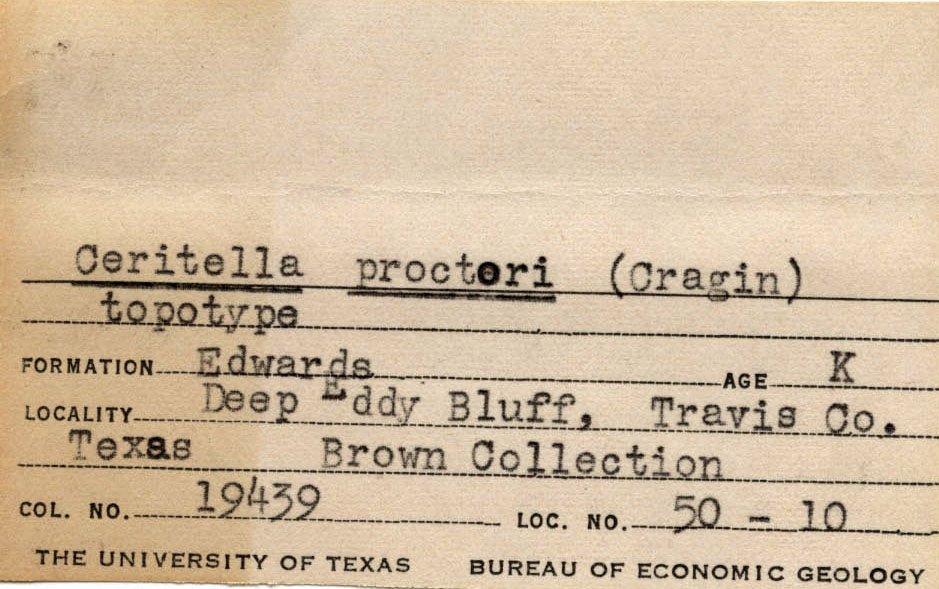 Ceritella proctori (Cragin)
topotype
FORMATION Edwards AGE K
LOCALITY Deep Eddy Bluff, Travis Co.
Texas Brown Collection
COL. NO. 19439 LOC. NO. 50 - 10
THE UNIVERSITY OF TEXAS BUREAU OF ECONOMIC GEOLOGY